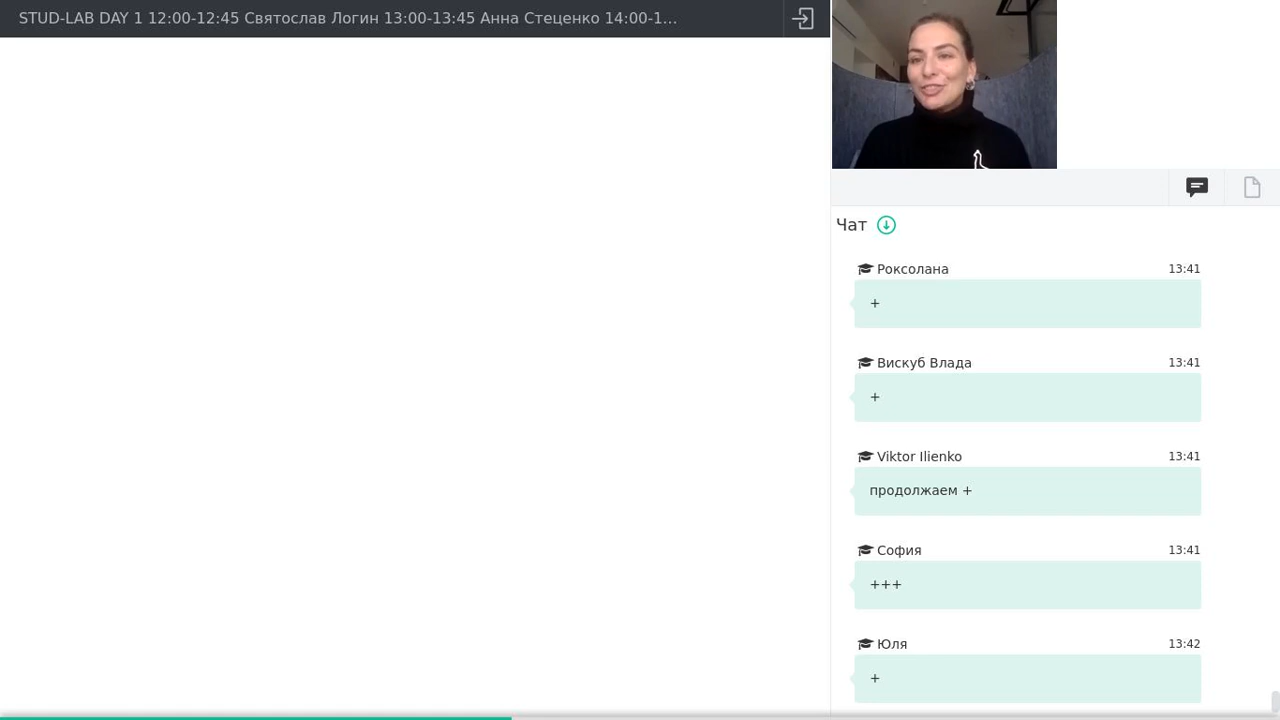 STUD-LAB DAY 1 12:00-12:45 Святослав Логин 13:00-13:45 Анна Стеценко 14:00-1...
Чат
Роксолана 13:41
+
Вискуб Влада 13:41
+
Viktor Ilienko 13:41
продолжаем +
София 13:41
+++
Юля 13:42
+